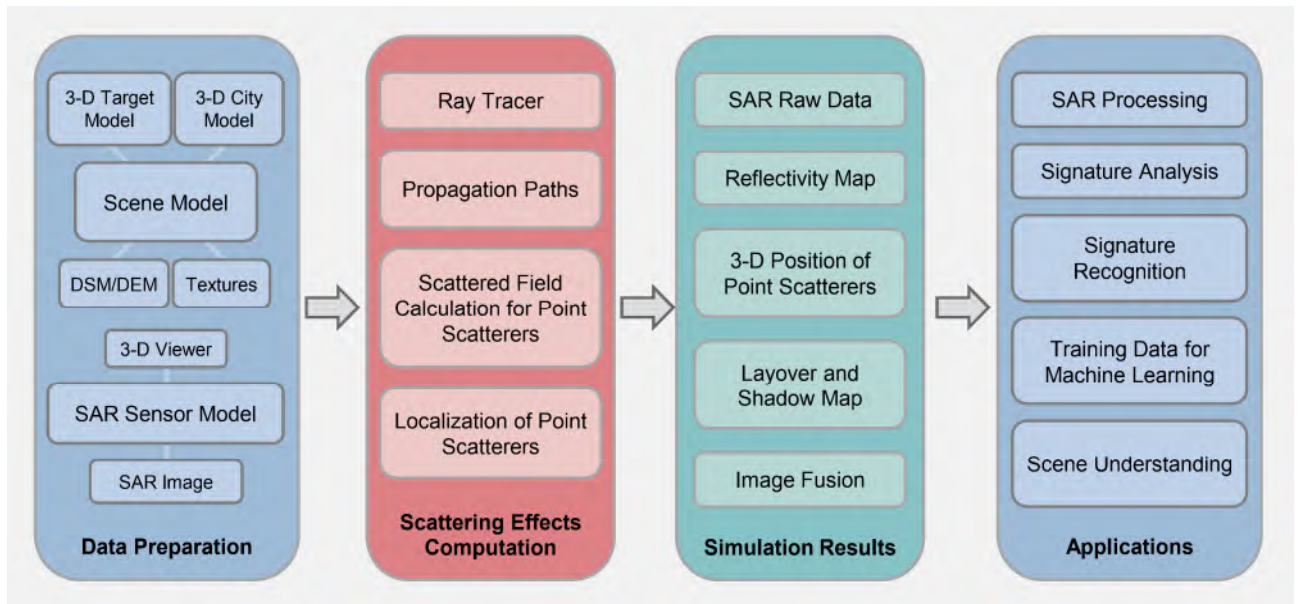 3-D Target
Model
3-D City
Model
Scene Model
DSM/DEM
Textures
3-D Viewer
SAR Sensor Model
SAR Image
Data Preparation
Ray Tracer
Propagation Paths
Scattered Field
Calculation for Point
Scatterers
Localization of Point
Scatterers
Scattering Effects
Computation
SAR Raw Data
Reflectivity Map
3-D Position of
Point Scatterers
Layover and
Shadow Map
Image Fusion
Simulation Results
SAR Processing
Signature Analysis
Signature
Recognition
Training Data for
Machine Learning
Scene Understanding
Applications